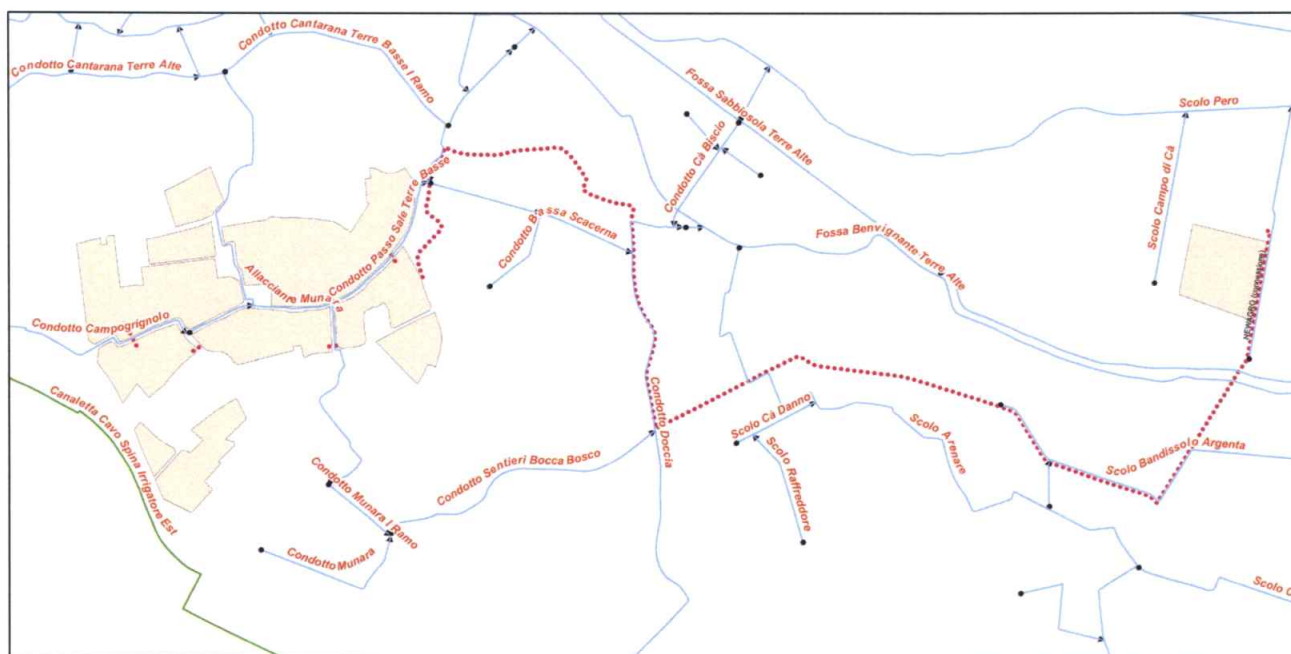 Condotto Cantarana Terre Basse I Ramo
Condotto Cantarana Terre Alte
Fossa Sabbiosola Terre Alte
Scolo Pero
Condotto Cà Biscio
Condotto Passo Sale Terre Basse
Condotto Bassa Scacerna
Scolo Campo di Cà
Fossa Benvignante Terre Alte
Allacciante Munara
Condotto Campogrignolo
Canaletta Cavo Spina Irrigatore Est
Condotto Doccia
Scolo Cà Danno
Scolo Arenare
Scolo Raffreddore
Scolo Bandissolo Argenta
Condotto Sentieri Bocca Bosco
Condotto Munara I Ramo
Condotto Munara
Scolo C